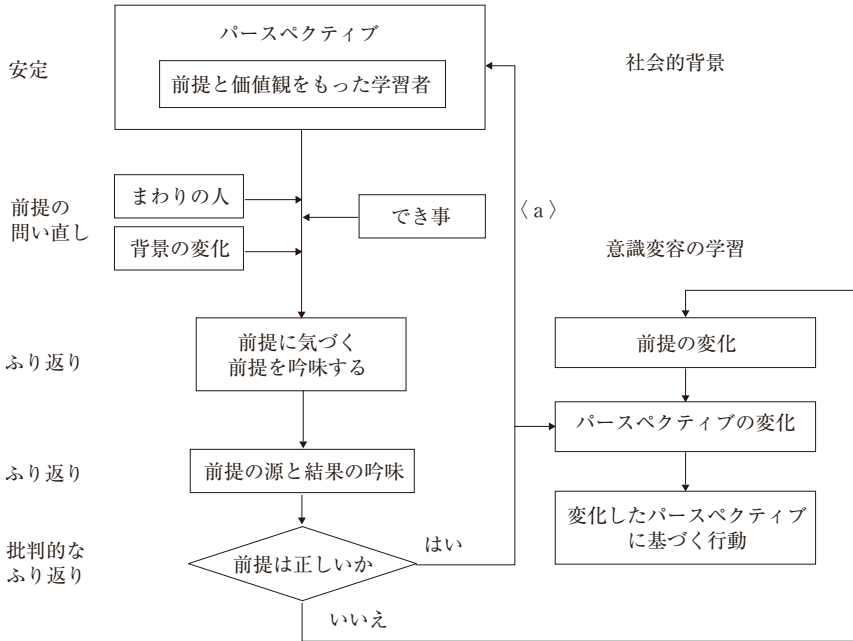 パースペクティブ
安定
前提と価値観をもった学習者
社会的背景
まわりの人
前提の
問い直し
でき事
〈a〉
背景の変化
意識変容の学習
ふり返り
前提に気づく
前提を吟味する
前提の変化
パースペクティブの変化
ふり返り
前提の源と結果の吟味
変化したパースペクティブ
に基づく行動
批判的な
ふり返り
前提は正しいか
はい
いいえ